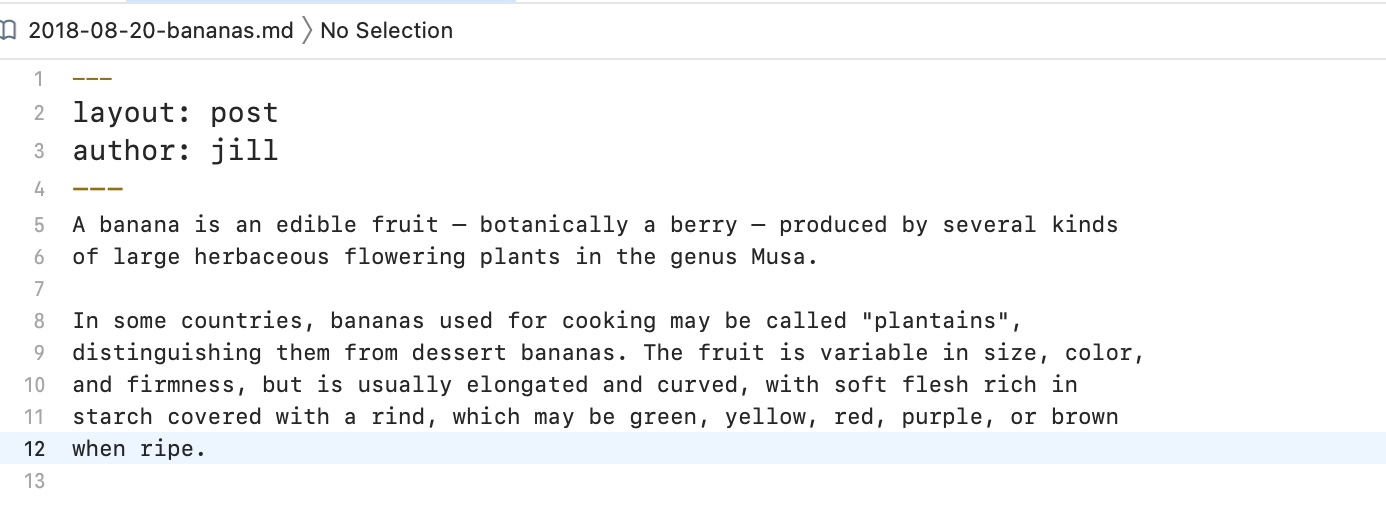 2018-08-20-bananas.md 〉 No Selection
1 ---
2 layout: post
3 author: jill
4 ---
5 A banana is an edible fruit – botanically a berry – produced by several kinds
6 of large herbaceous flowering plants in the genus Musa.
7
8 In some countries, bananas used for cooking may be called "plantains",
9 distinguishing them from dessert bananas. The fruit is variable in size, color,
10 and firmness, but is usually elongated and curved, with soft flesh rich in
11 starch covered with a rind, which may be green, yellow, red, purple, or brown
12 when ripe.
13